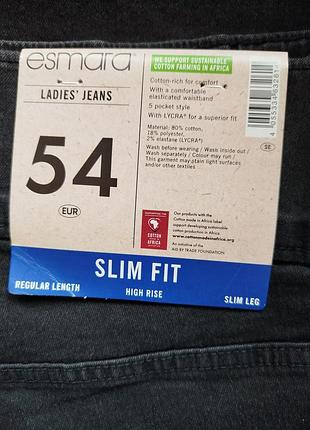 esmara
WE SUPPORT SUSTAINABLE
COTTON FARMING IN AFRICA
LADIES' JEANS
Cotton-rich for comfort
With a comfortable
elasticated waistband
5 pocket style
With LYCRA® for a superior fit
Material: 80% cotton,
18% polyester,
2% elastane (LYCRA®)
Wash before wearing / Wash inside out /
Wash separately / Colour may run /
This garment may stain light surfaces
and/or other textiles
54
EUR
SE
COTTON
MADE IN
AFRICA
Our products with the
Cotton made in Africa label
support developing sustainable
cotton production in Africa.
www.cottonmadeinafrica.org
An initiative of the
AID BY TRADE FOUNDATION
SLIM FIT
REGULAR LENGTH
HIGH RISE
SLIM LEG